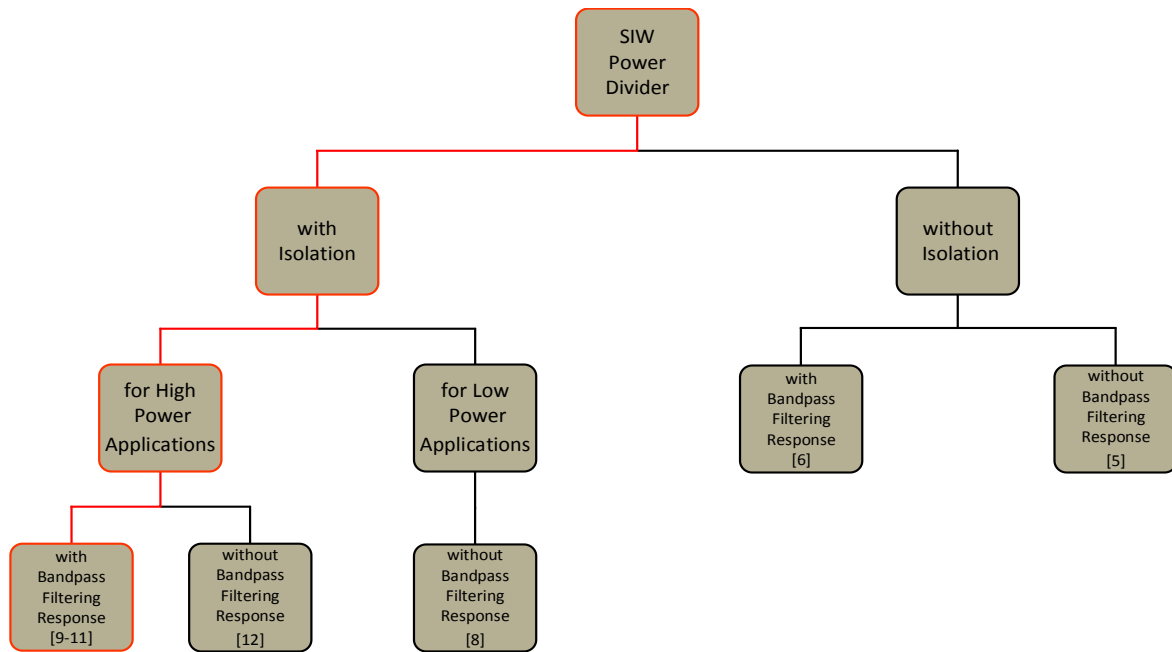 SIW
Power
Divider
with
Isolation
without
Isolation
for High
Power
Applications
for Low
Power
Applications
with
Bandpass
Filtering
Response
[6]
without
Bandpass
Filtering
Response
[5]
with
Bandpass
Filtering
Response
[9-11]
without
Bandpass
Filtering
Response
[12]
without
Bandpass
Filtering
Response
[8]